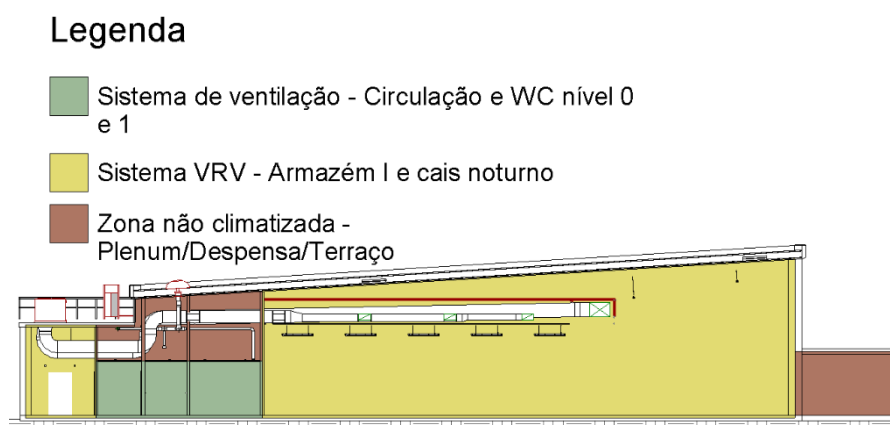 Legenda
Sistema de ventilação - Circulação e WC nível 0
e 1
Sistema VRV - Armazém I e cais noturno
Zona não climatizada -
Plenum/Despensa/Terraço